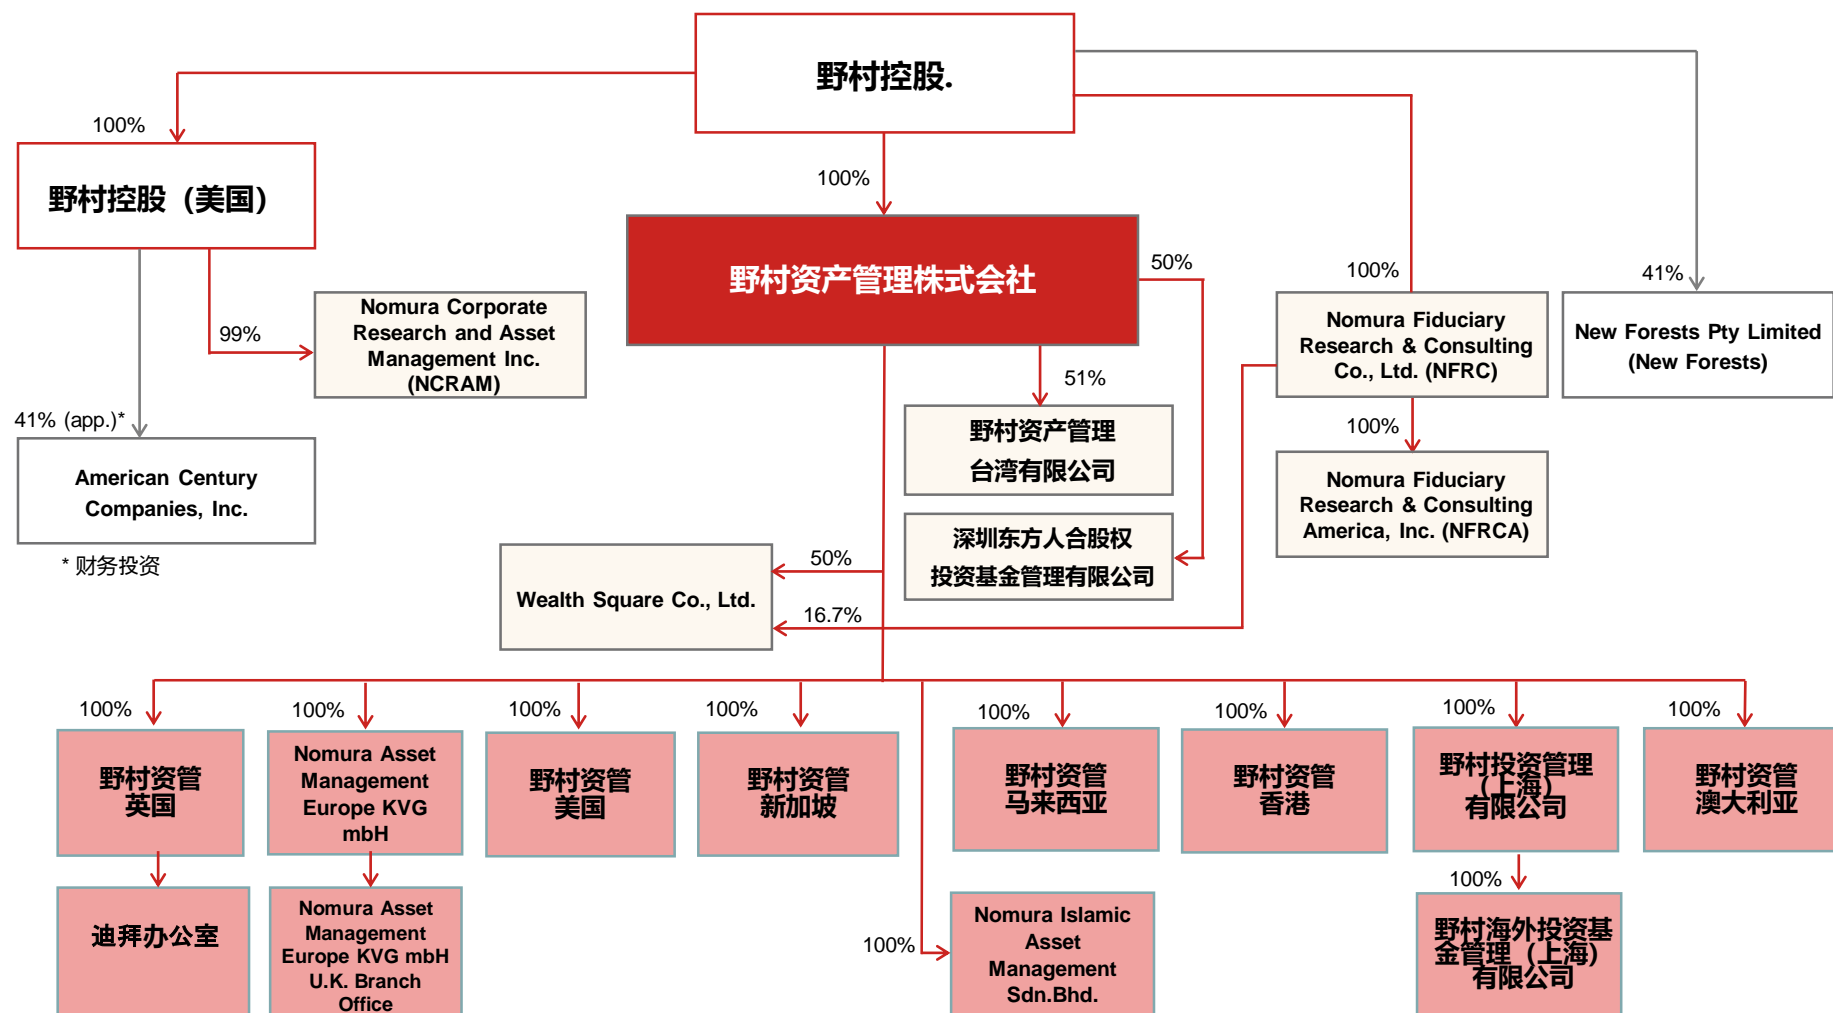 野村控股.
100%
野村控股（美国）
100%
野村资产管理株式会社
50%
100%
41%
99%
Nomura Corporate
Research and Asset
Management Inc.
(NCRAM)
Nomura Fiduciary
Research & Consulting
Co., Ltd. (NFRC)
New Forests Pty Limited
(New Forests)
51%
41% (app.)*
American Century
Companies, Inc.
* 财务投资
野村资产管理
台湾有限公司
100%
Nomura Fiduciary
Research & Consulting
America, Inc. (NFRCA)
深圳东方人合股权
投资基金管理有限公司
50%
Wealth Square Co., Ltd.
16.7%
100%
100%
100%
100%
100%
100%
100%
100%
野村资管
英国
Nomura Asset
Management
Europe KVG
mbH
野村资管
美国
野村资管
新加坡
野村资管
马来西亚
野村资管
香港
野村投资管理
（上海）
有限公司
野村资管
澳大利亚
迪拜办公室
Nomura Asset
Management
Europe KVG mbH
U.K. Branch
Office
100%
Nomura Islamic
Asset
Management
Sdn.Bhd.
100%
野村海外投资基
金管理（上海）
有限公司